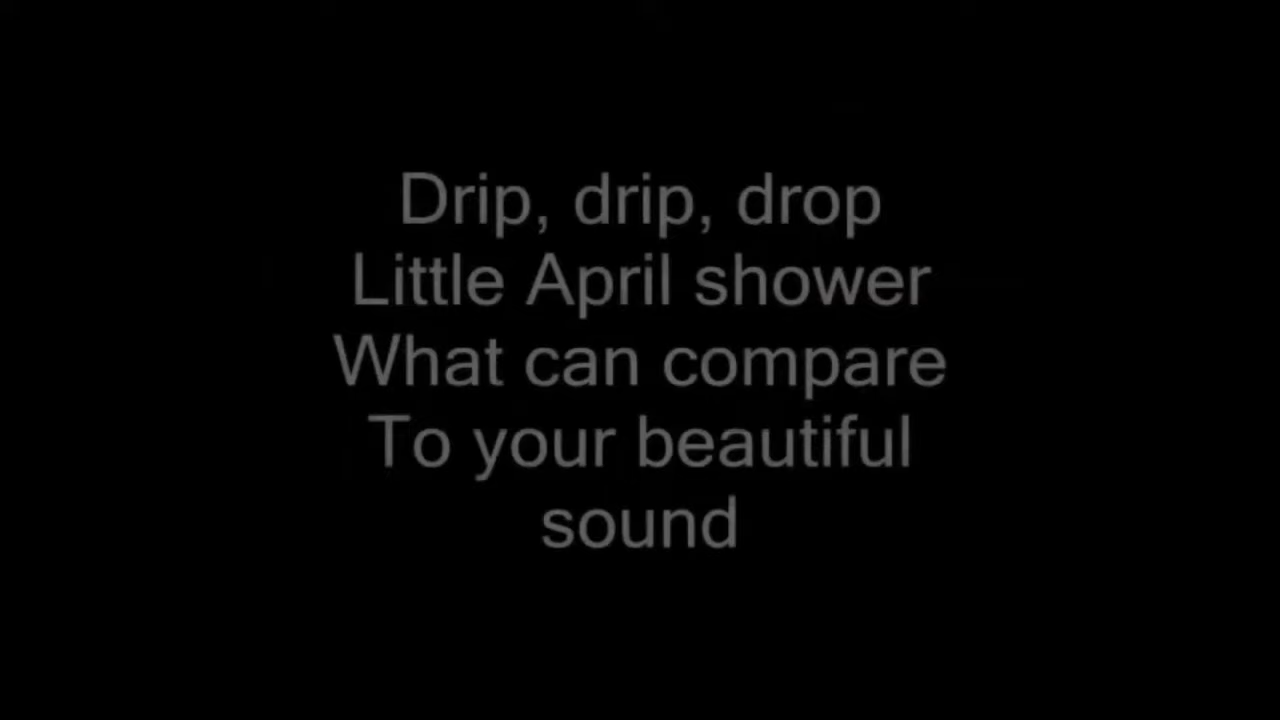 Drip, drip, drop
Little April shower
What can compare
To your beautiful
sound